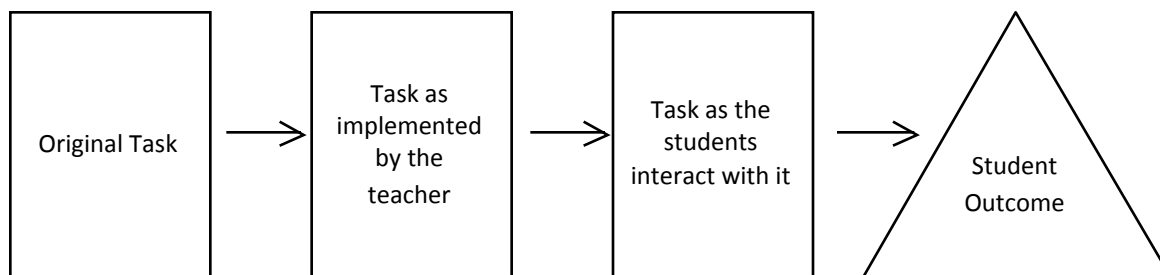 Original Task
Task as
implemented
by the
teacher
Task as the
students
interact with it
Student
Outcome